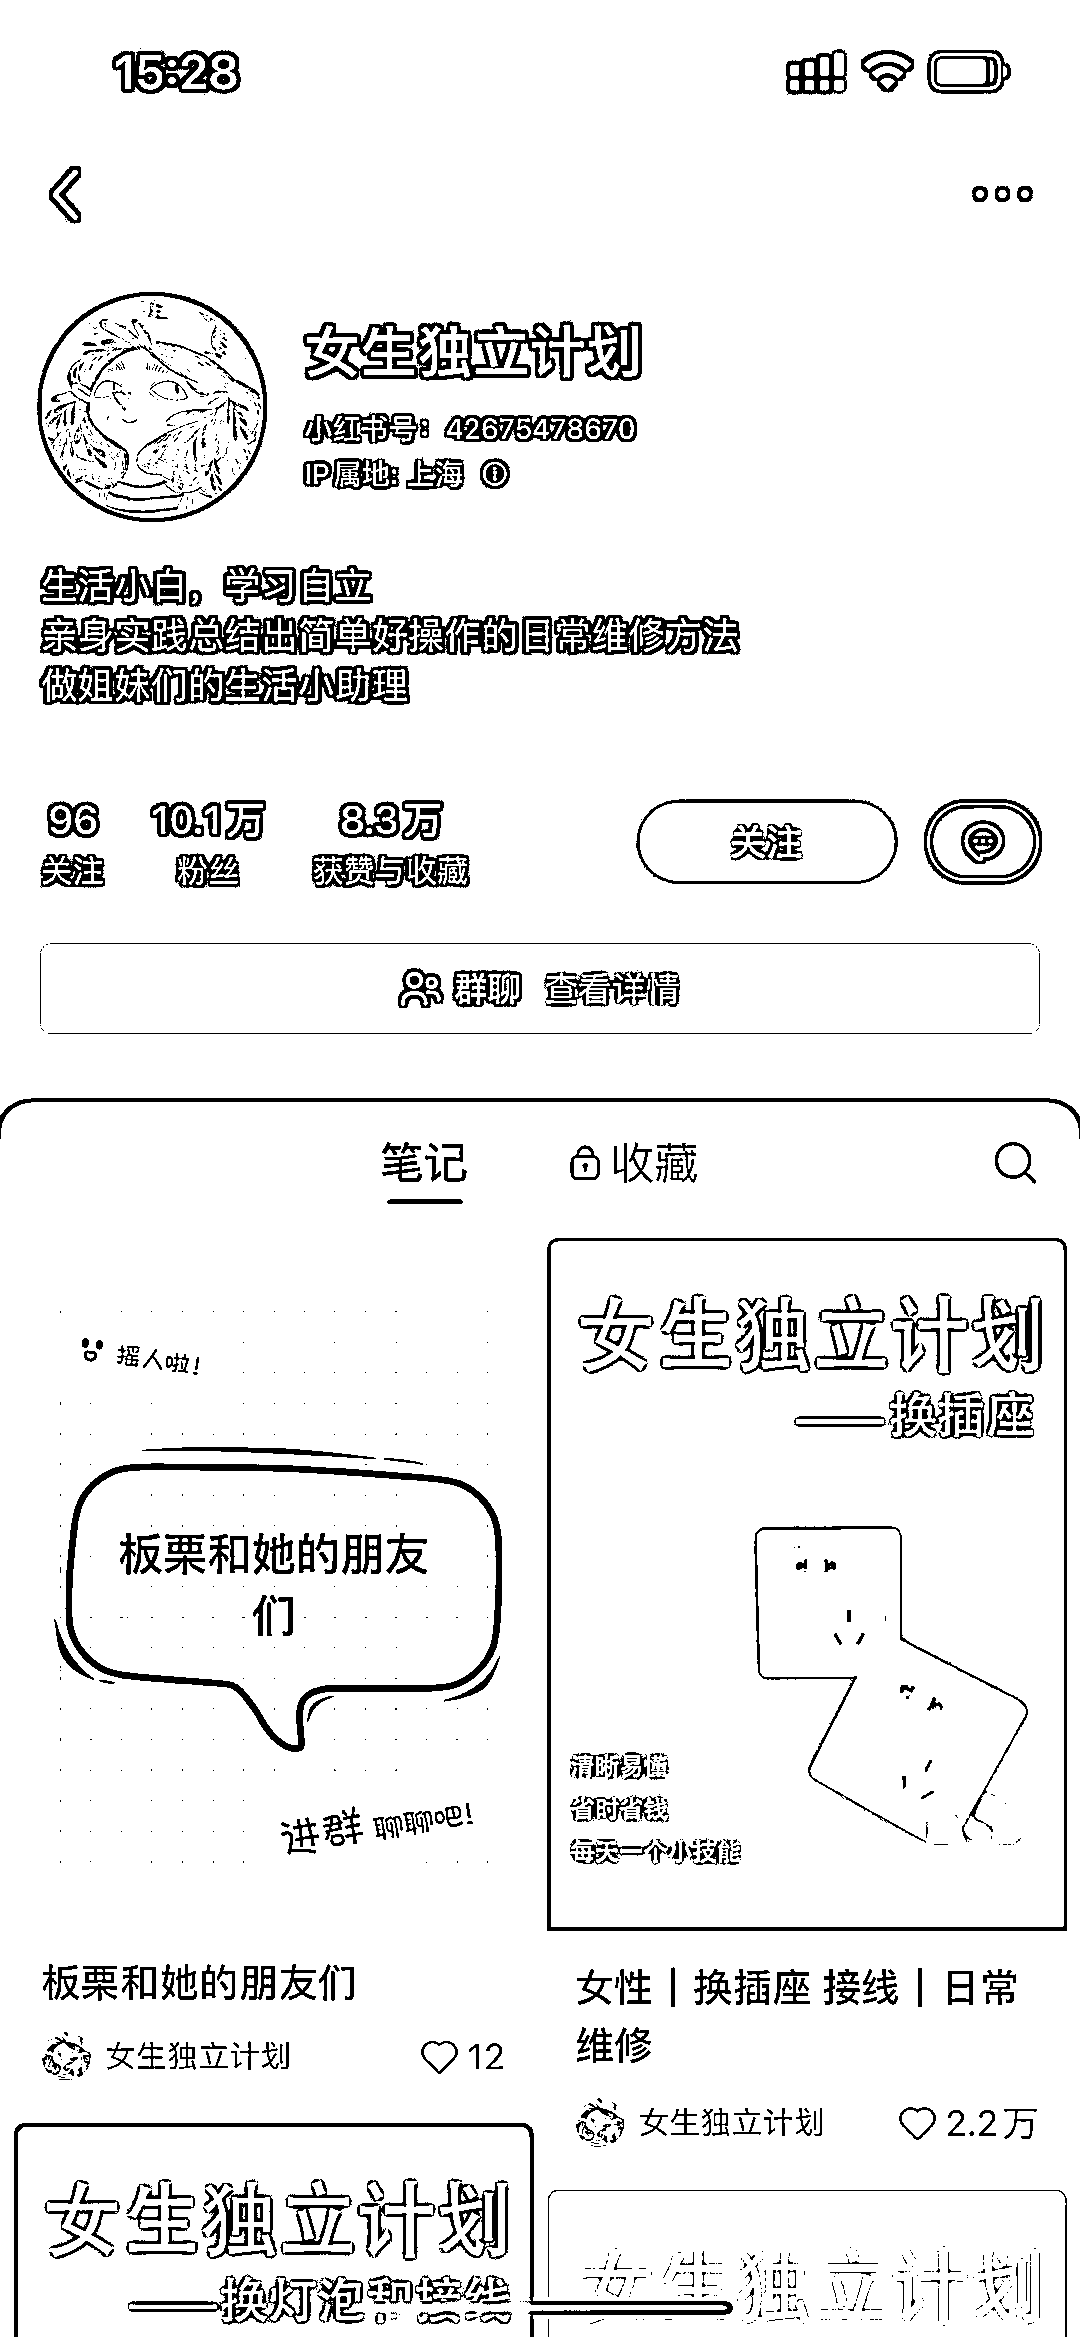 15:28
女生独立计划
小红书号：42675478670
IP属地：上海
生活小白，学习自立
亲身实践总结出简单好操作的日常维修方法
做姐妹们的生活小助理
96 10.1万 8.3万
关注 粉丝 获赞与收藏
关注
群聊 查看详情
笔记 收藏
摇人啦！
板栗和她的朋友
们
进群 聊聊吧！
板栗和她的朋友们
女生独立计划 12
女生独立计划
——换插座
清晰易懂
省时省钱
每天一个小技能
女性｜换插座 接线｜日常
维修
女生独立计划 2.2万
女生独立计划
——换灯泡和接线
女生独立计划